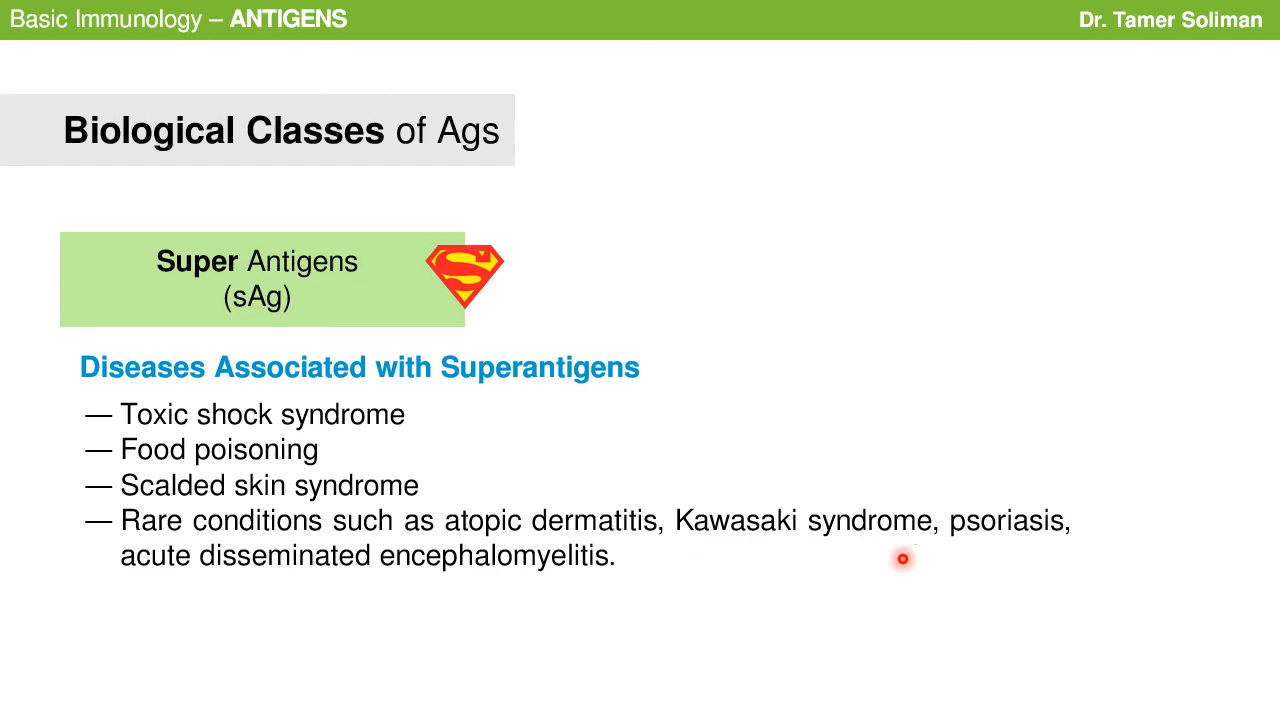 Basic Immunology – ANTIGENS
Dr. Tamer Soliman
Biological Classes of Ags
Super Antigens
(sAg)
S
Diseases Associated with Superantigens
— Toxic shock syndrome
— Food poisoning
— Scalded skin syndrome
— Rare conditions such as atopic dermatitis, Kawasaki syndrome, psoriasis,
acute disseminated encephalomyelitis.